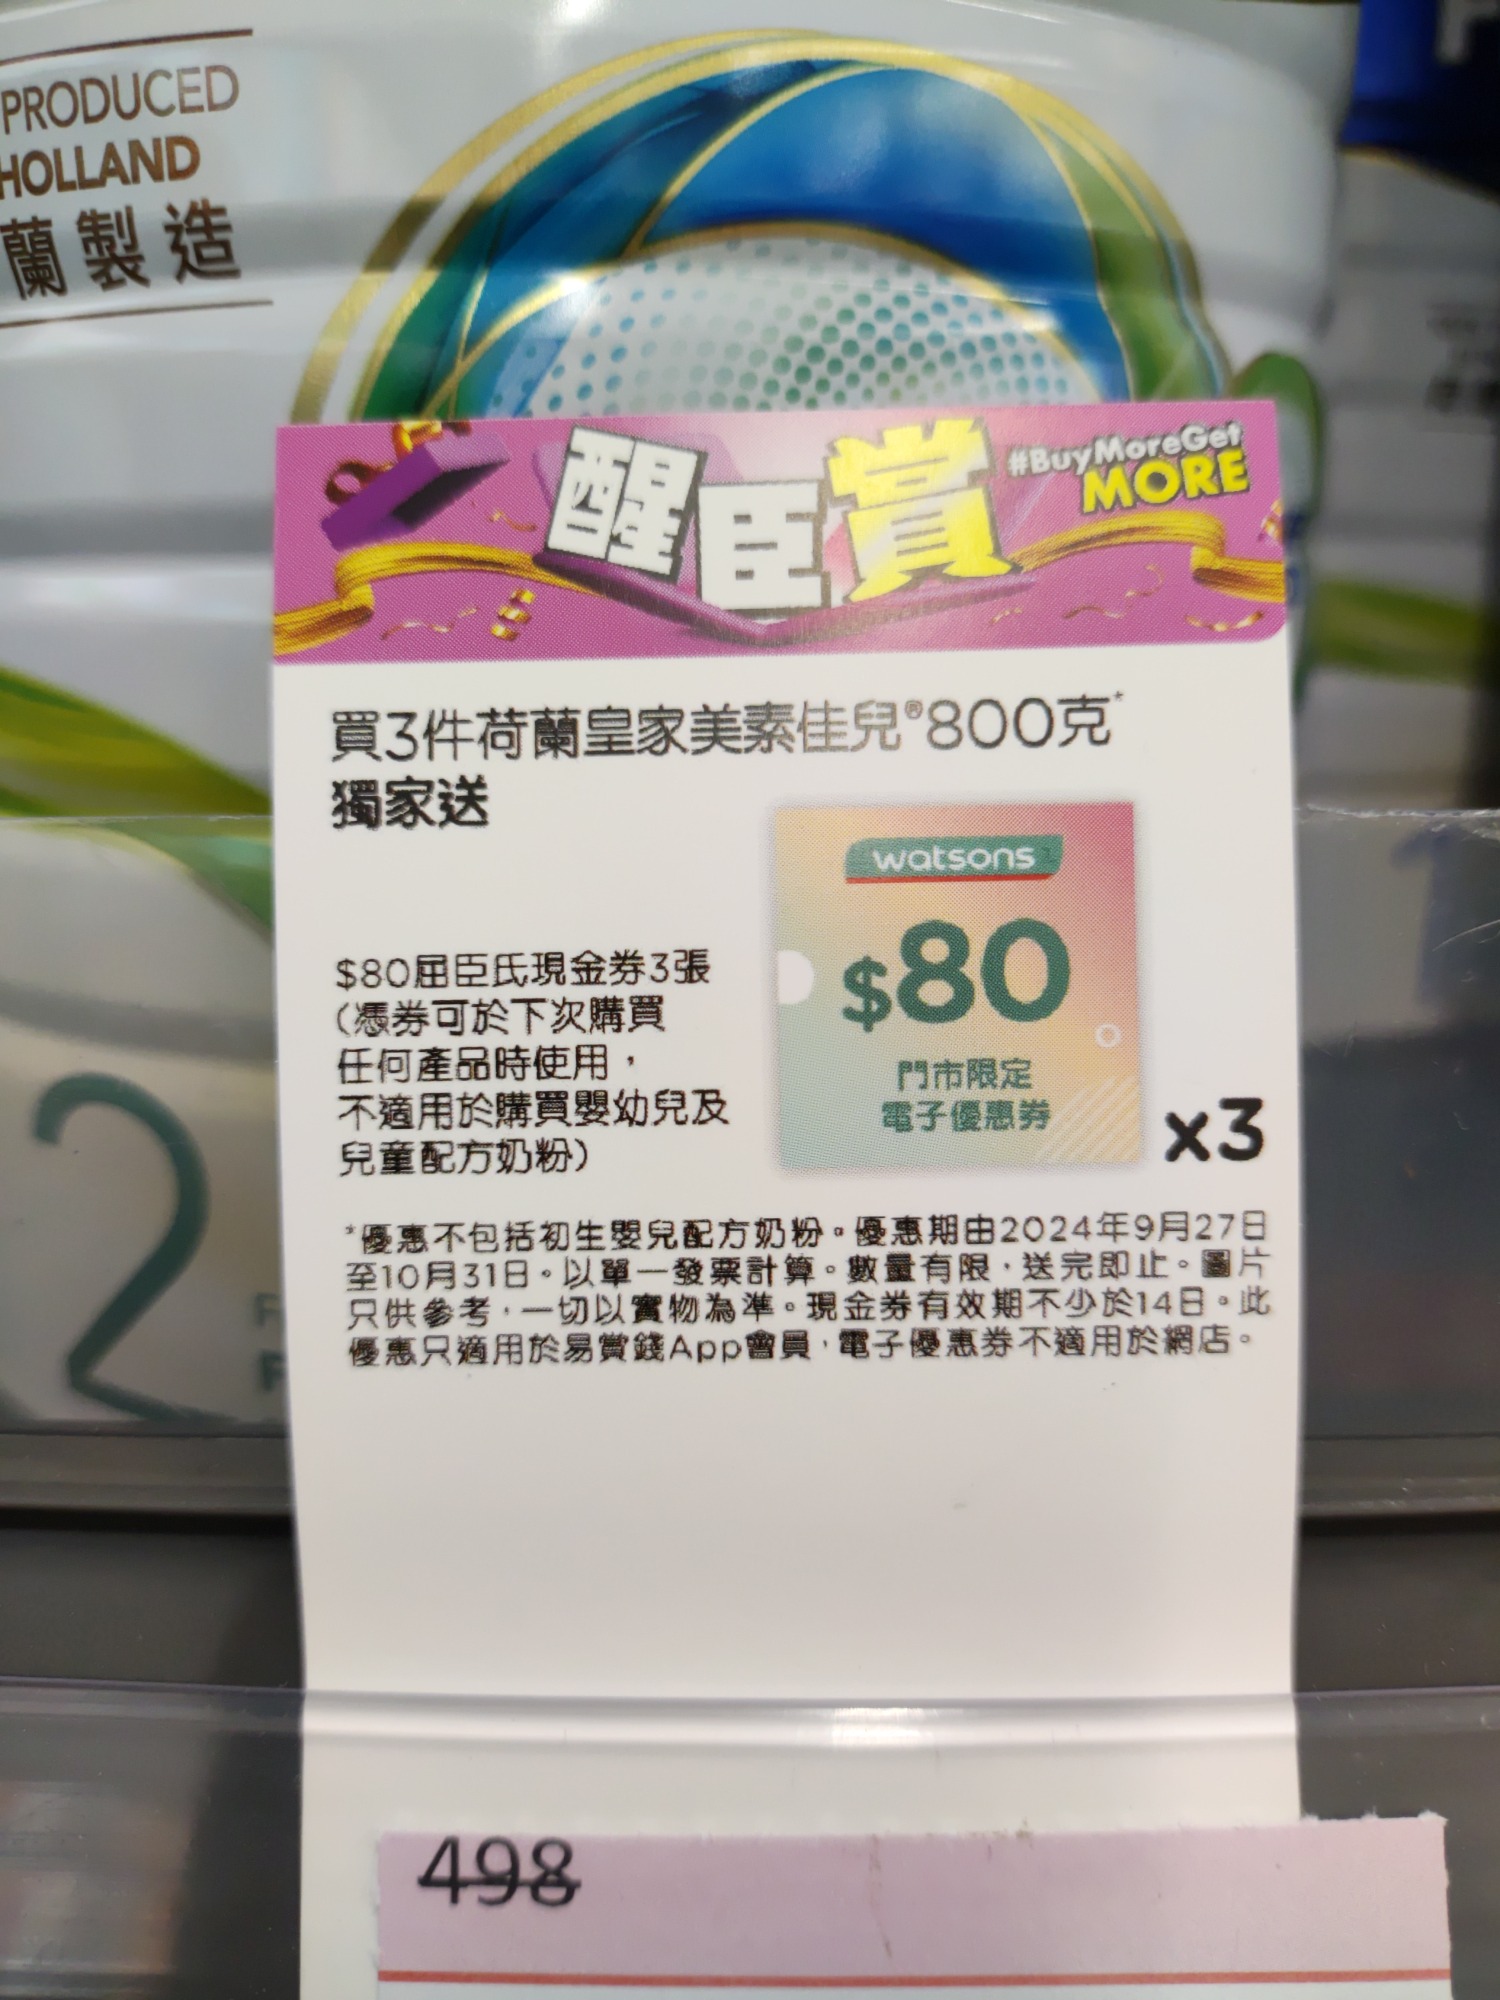 PRODUCED
HOLLAND
蘭製造
醒臣賞
#BuyMoreGet
MORE
買3件荷蘭皇家美素佳兒®800克*
獨家送
watsons
$80
門市限定
電子優惠券
x3
$80屈臣氏現金券3張
(憑券可於下次購買
任何產品時使用，
不適用於購買嬰幼兒及
兒童配方奶粉)
*優惠不包括初生嬰兒配方奶粉。優惠期由2024年9月27日
至10月31日。以單一發票計算。數量有限，送完即止。圖片
只供參考，一切以實物為準。現金券有效期不少於14日。此
優惠只適用於易賞錢App會員，電子優惠券不適用於網店。
2
498